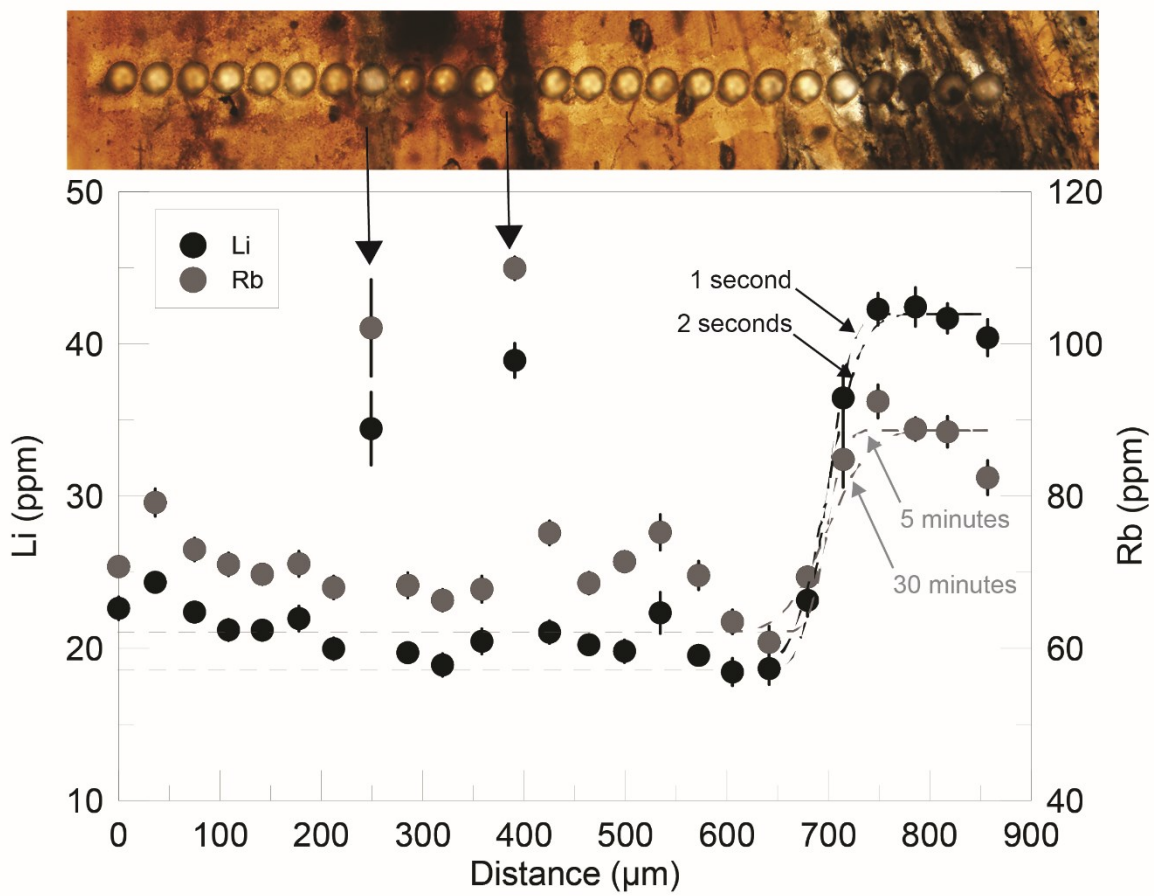 50
120
Li
Rb
1 second
2 seconds
40
100
Li (ppm)
Rb (ppm)
30
80
5 minutes
30 minutes
20
60
10
40
0
100
200
300
400
500
600
700
800
900
Distance (µm)